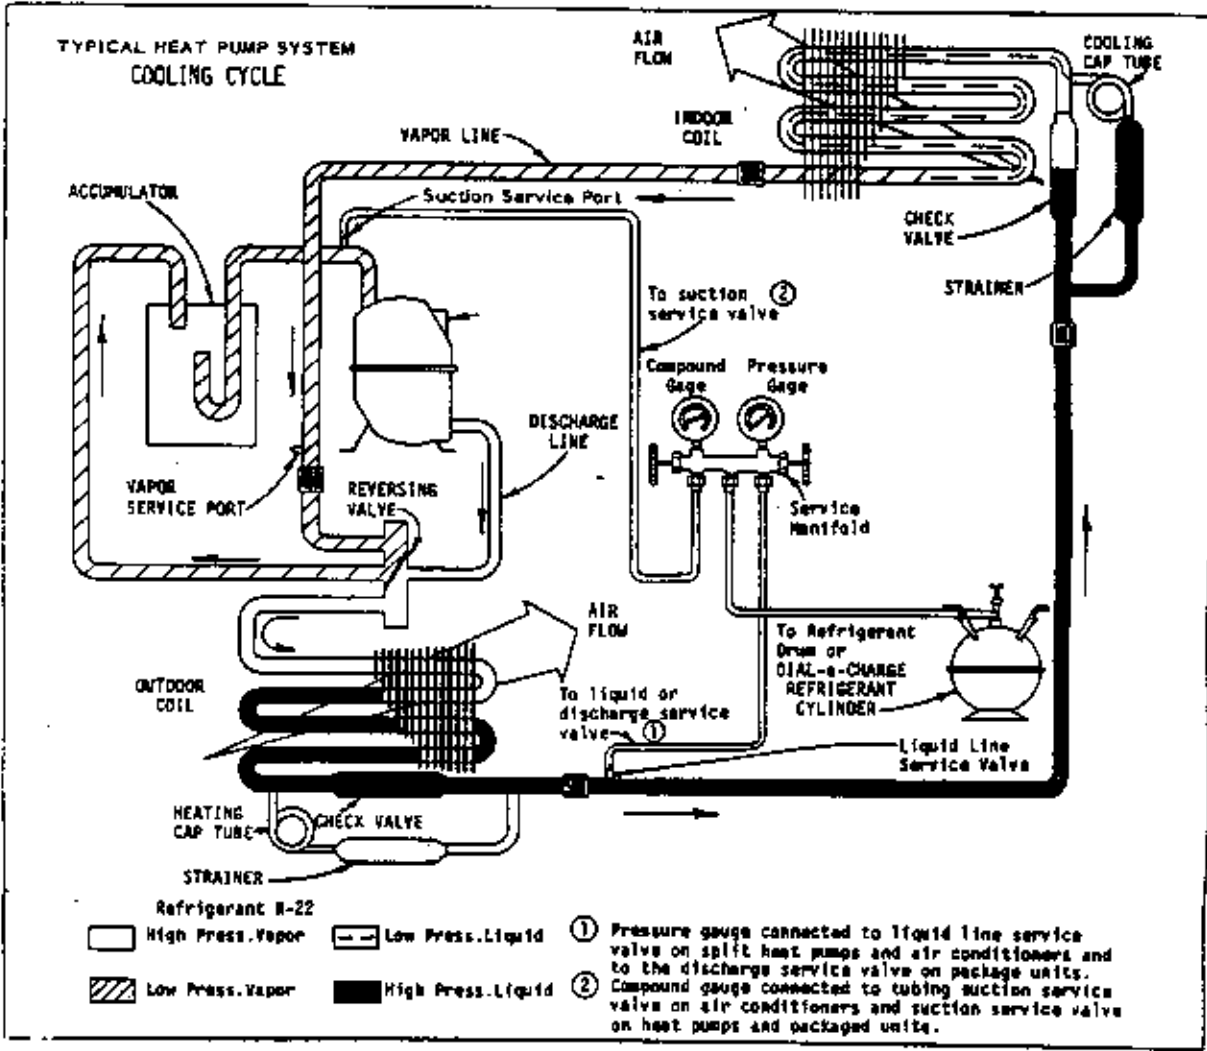 TYPICAL HEAT PUMP SYSTEM
COOLING CYCLE
AIR
FLOW
COOLING
CAP TUBE
INDOOR
COIL
VAPOR LINE
ACCUMULATOR
Suction Service Port
CHECK
VALVE
STRAINER
To suction ②
service valve
Compound
Gage
Pressure
Gage
DISCHARGE
LINE
VAPOR
SERVICE PORT
REVERSING
VALVE
Service
Manifold
AIR
FLOW
To Refrigerant
Drum or
DIAL-a-CHARGE
REFRIGERANT
CYLINDER
OUTDOOR
COIL
To liquid or
discharge service
valve ①
Liquid Line
Service Valve
HEATING
CAP TUBE
CHECK VALVE
STRAINER
Refrigerant R-22
High Press.Vapor
Low Press.Liquid
Low Press.Vapor
High Press.Liquid
① Pressure gauge connected to liquid line service
valve on split heat pumps and air conditioners and
to the discharge service valve on package units.
② Compound gauge connected to tubing suction service
valve on air conditioners and suction service valve
on heat pumps and packaged units.